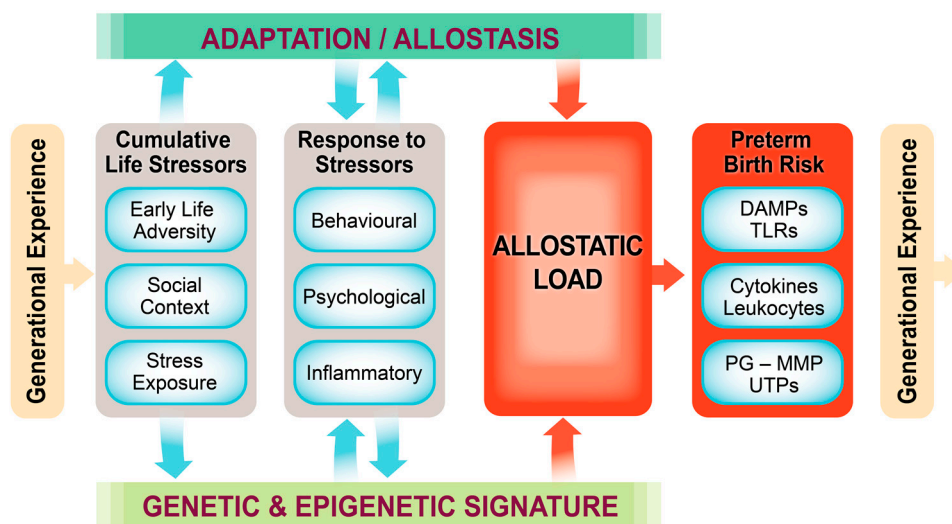 ADAPTATION / ALLOSTASIS
Generational Experience
Cumulative
Life Stressors
Early Life
Adversity
Social
Context
Stress
Exposure
Response to
Stressors
Behavioural
Psychological
Inflammatory
ALLOSTATIC
LOAD
Preterm
Birth Risk
DAMPs
TLRs
Cytokines
Leukocytes
PG – MMP
UTPs
Generational Experience
GENETIC & EPIGENETIC SIGNATURE